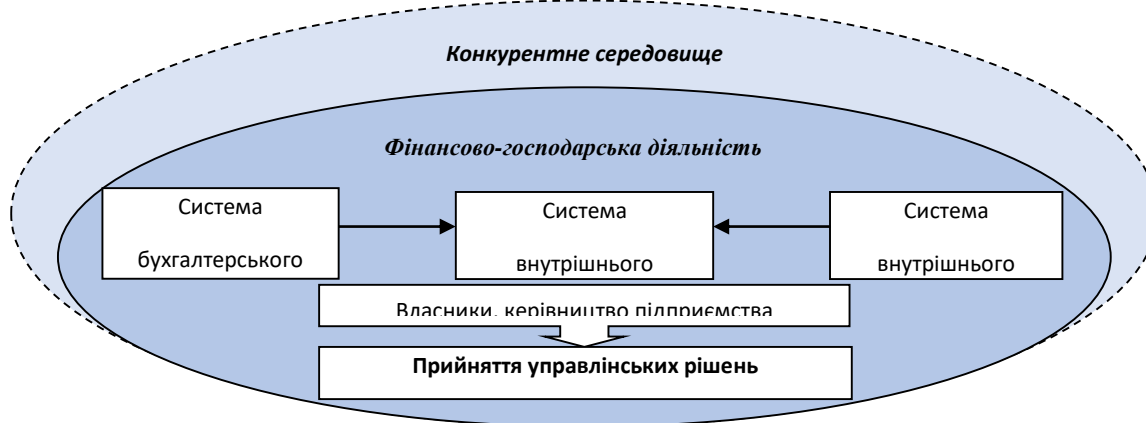 Конкурентне середовище
Фінансово-господарська діяльність
Система
бухгалтерського
Система
внутрішнього
Система
внутрішнього
Власники, керівництво підприємства
Прийняття управлінських рішень